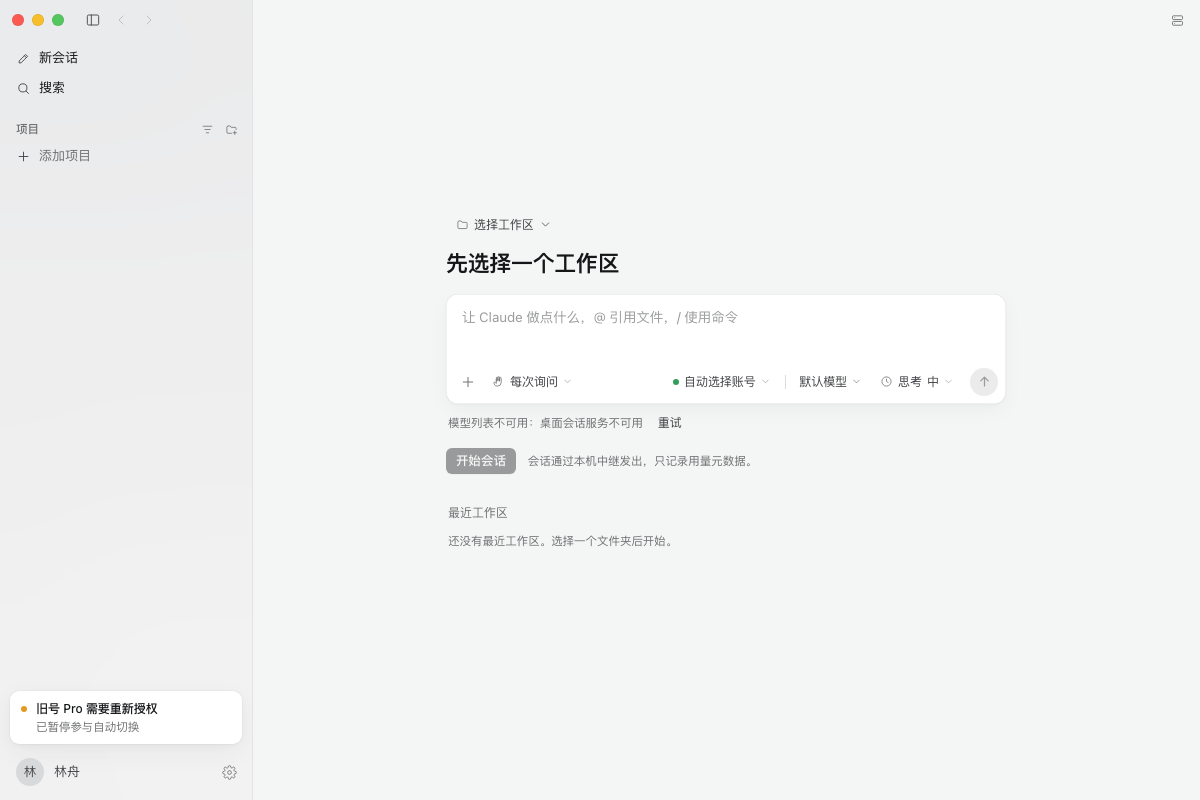 新会话
搜索
项目
添加项目
选择工作区
先选择一个工作区
让 Claude 做点什么，@ 引用文件，/ 使用命令
每次询问 自动选择账号 默认模型 思考 中
模型列表不可用：桌面会话服务不可用 重试
开始会话 会话通过本机中继发出，只记录用量元数据。
最近工作区
还没有最近工作区。选择一个文件夹后开始。
旧号 Pro 需要重新授权
已暂停参与自动切换
林 林舟